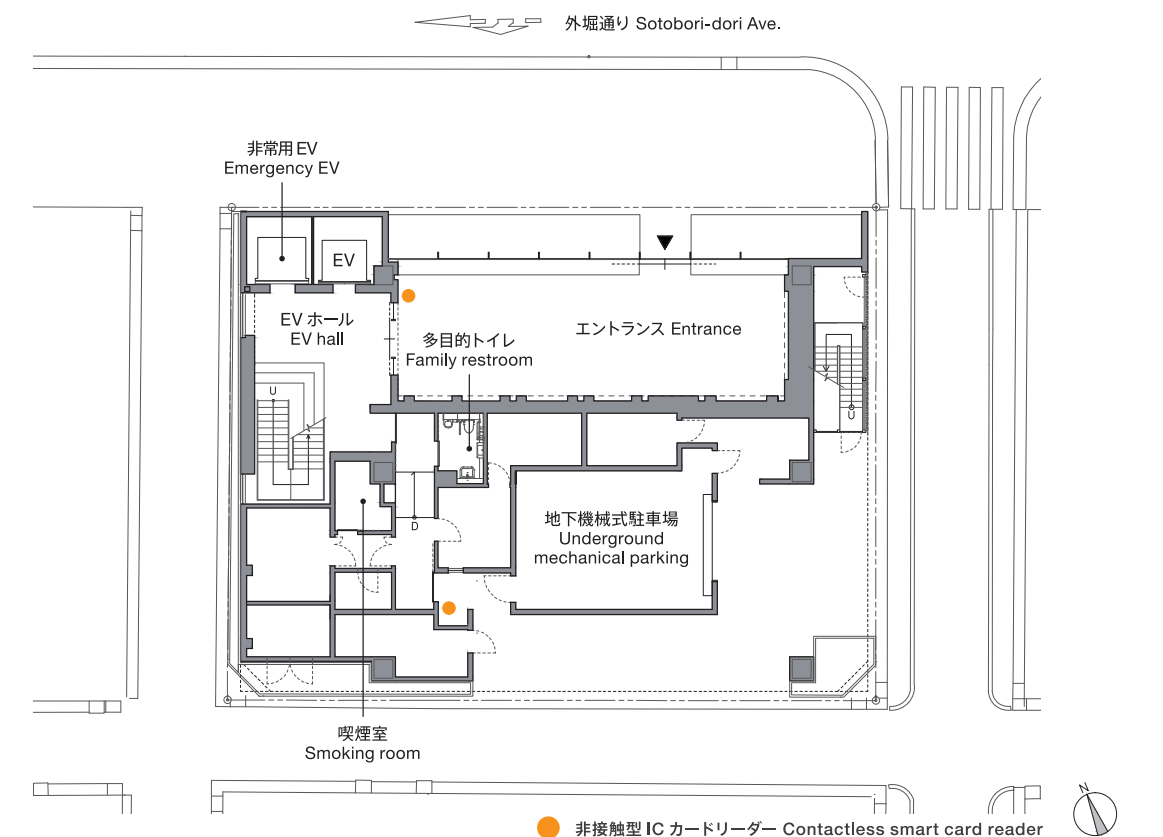 外堀通り Sotobori-dori Ave.
非常用 EV
Emergency EV
EV
EV ホール
EV hall
多目的トイレ
Family restroom
エントランス Entrance
U
U
D
地下機械式駐車場
Underground
mechanical parking
喫煙室
Smoking room
N
非接触型 IC カードリーダー Contactless smart card reader